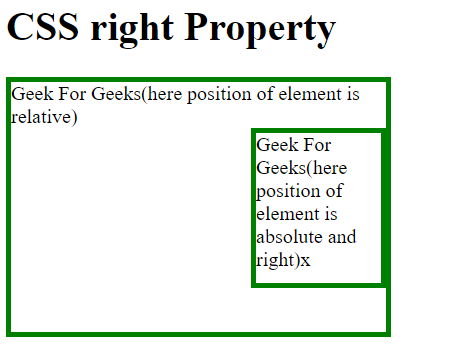 CSS right Property
Geek For Geeks(here position of element is
relative)
Geek For
Geeks(here
position of
element is
absolute and
right)x